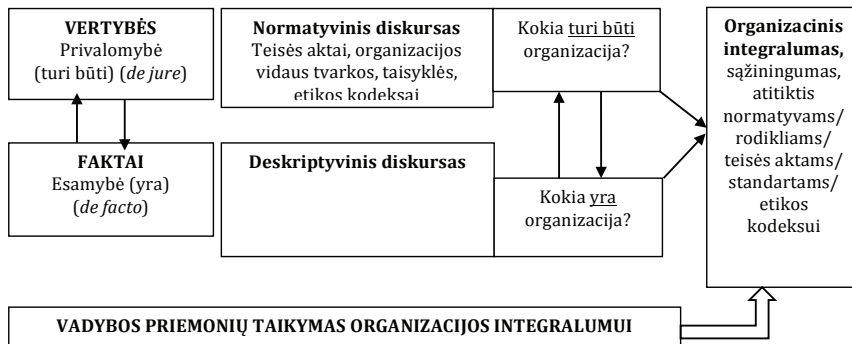 VERTYBĖS
Privalomybė
(turi būti) (de jure)
Normatyvinis diskursas
Teisės aktai, organizacijos
vidaus tvarkos, taisyklės,
etikos kodeksai
Kokia turi būti
organizacija?
FAKTAI
Esamybė (yra)
(de facto)
Deskriptyvinis diskursas
Kokia yra
organizacija?
Organizacinis
integralumas,
sąžiningumas,
atitiktis
normatyvams/
rodikliams/
teisės aktams/
standartams/
etikos
kodeksui
VADYBOS PRIEMONIŲ TAIKYMAS ORGANIZACIJOS INTEGRALUMUI